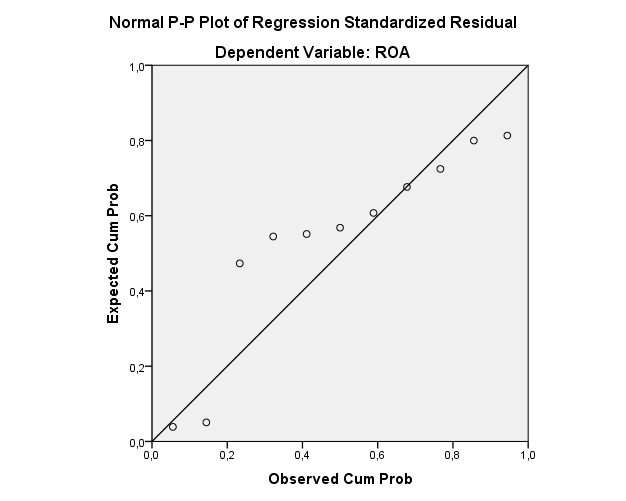 Normal P-P Plot of Regression Standardized Residual
Dependent Variable: ROA
1,0
0,8
0,6
0,4
0,2
0,0
Expected Cum Prob
0,0 0,2 0,4 0,6 0,8 1,0
Observed Cum Prob